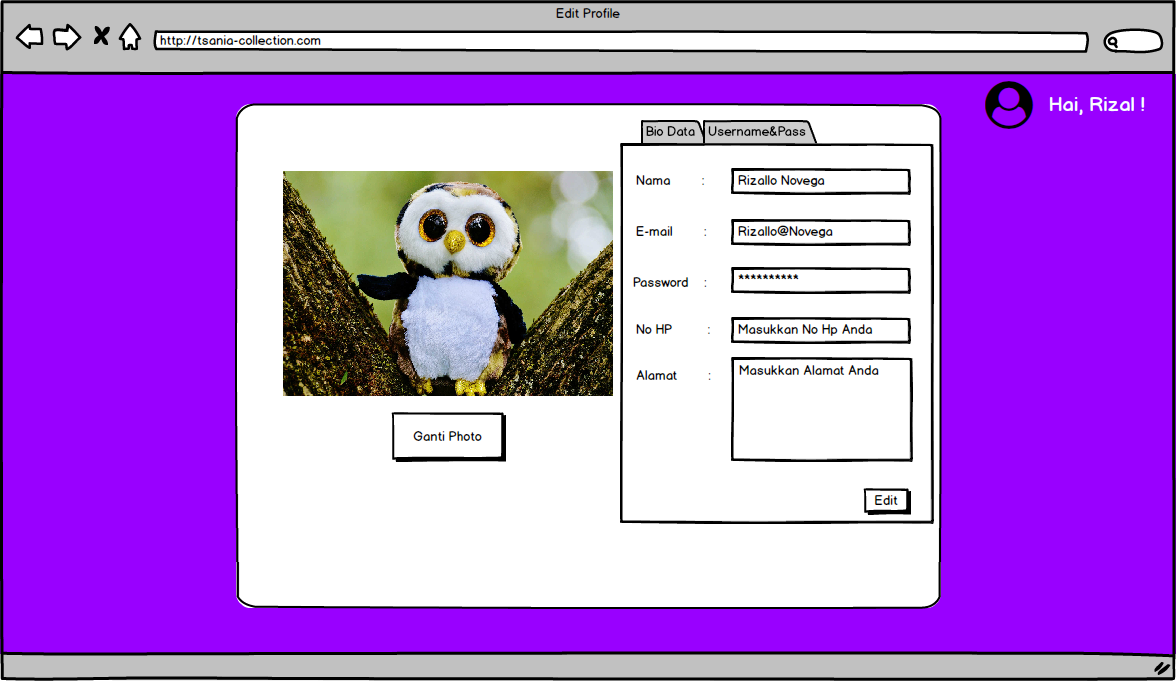 Edit Profile
http://tsania-collection.com
Hai, Rizal !
Bio Data Username&Pass
Nama : Rizallo Novega
E-mail : Rizallo@Novega
Password : **********
No HP : Masukkan No Hp Anda
Alamat : Masukkan Alamat Anda
Ganti Photo
Edit